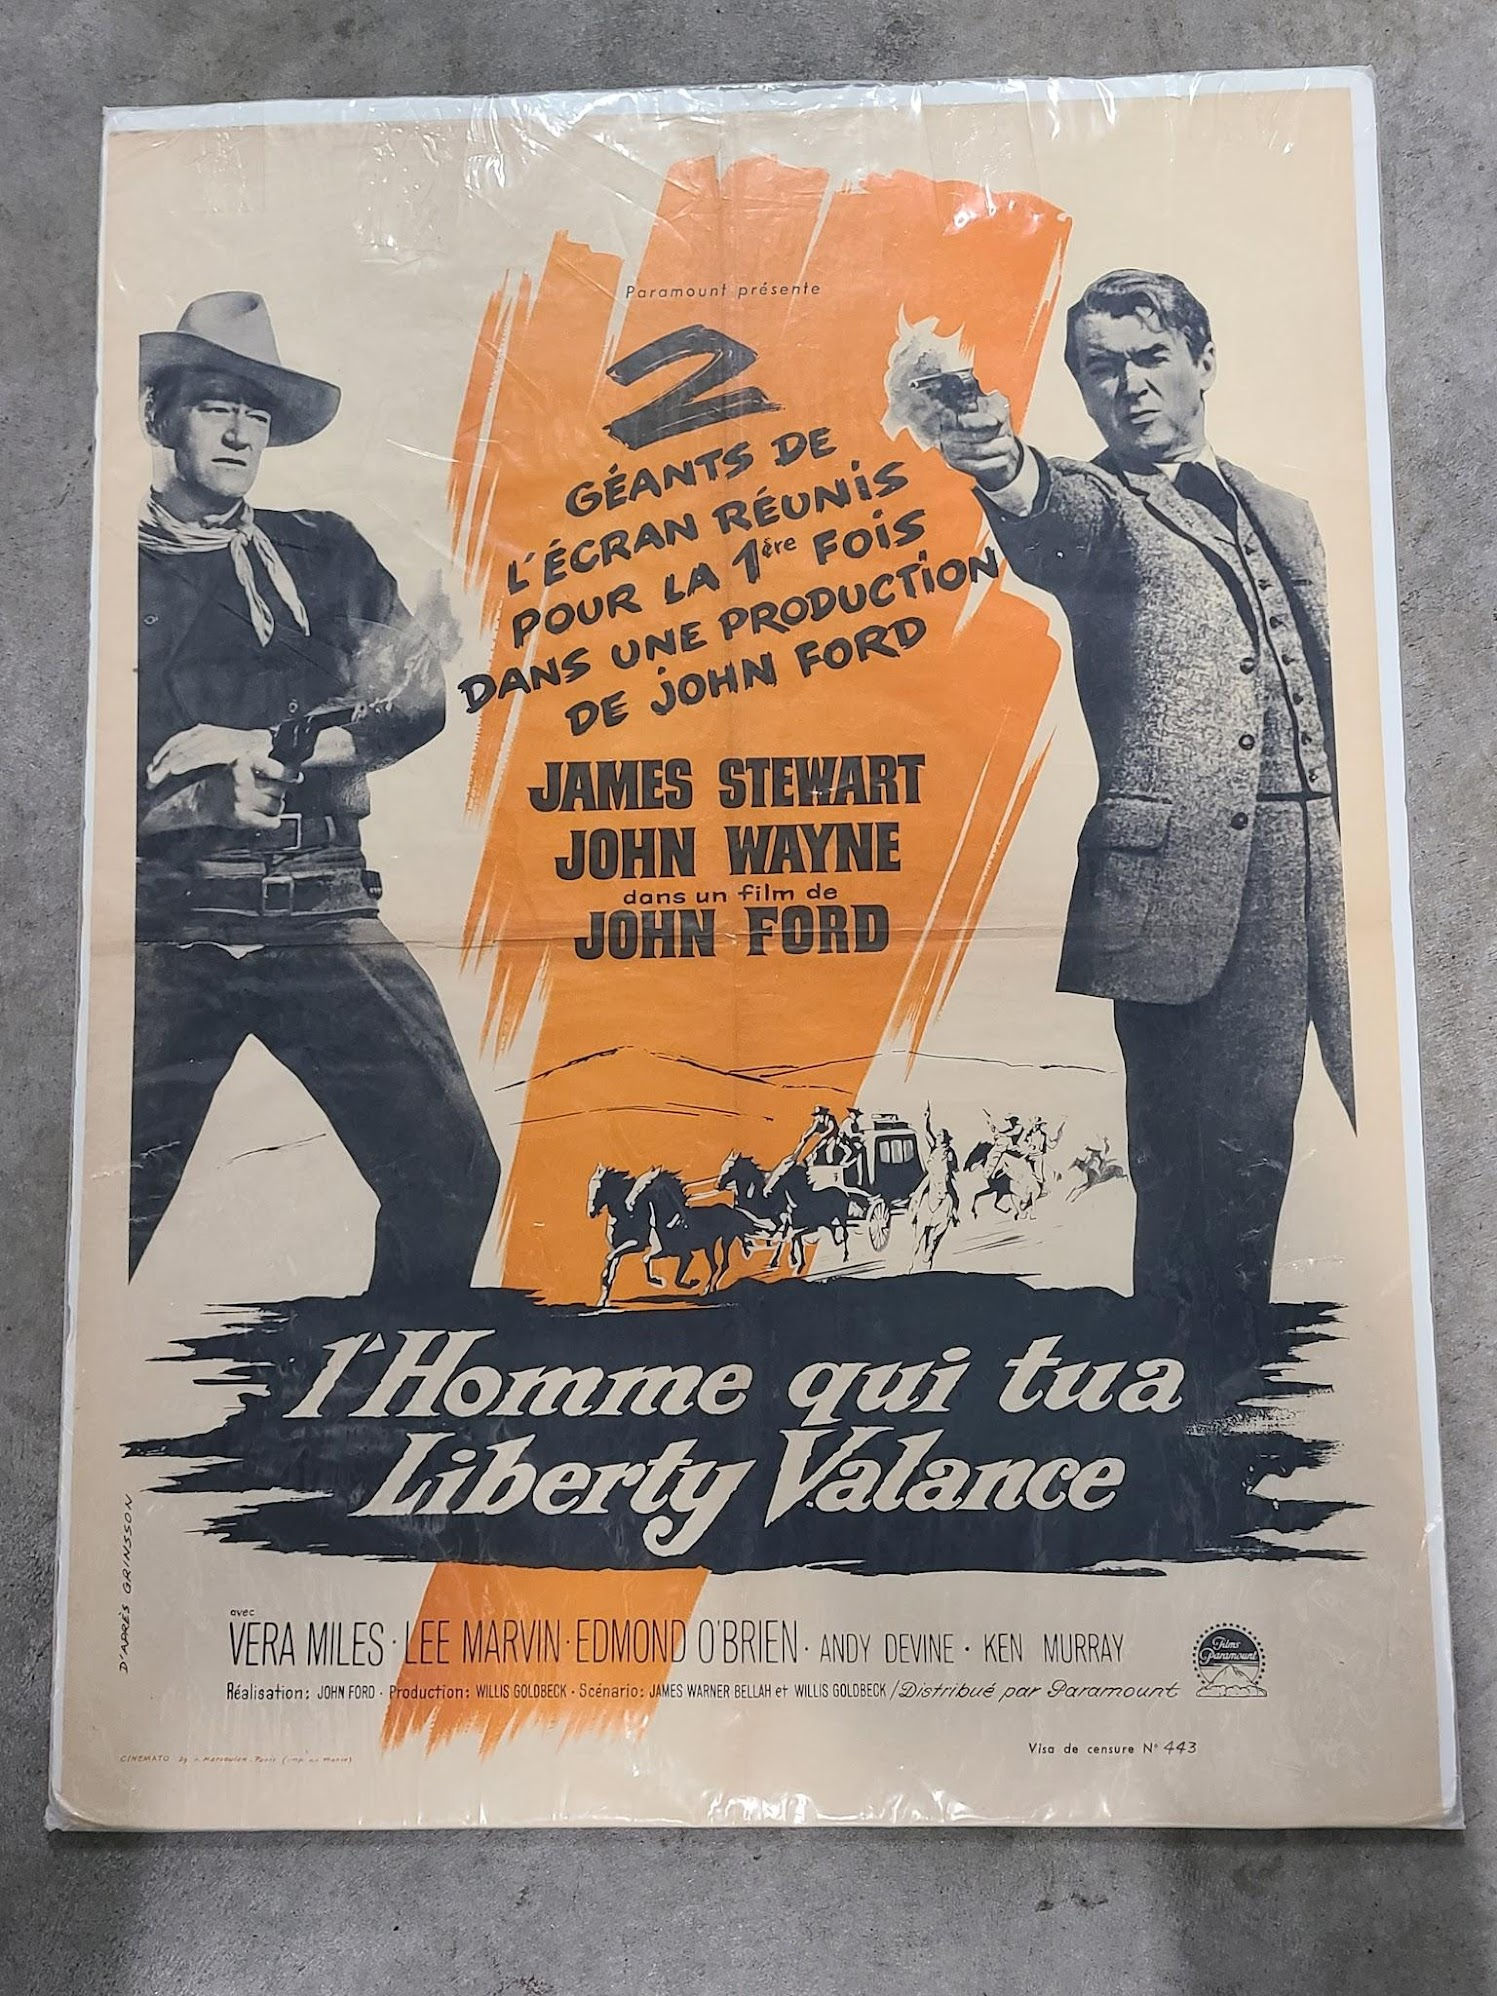 Paramount présente
2
GÉANTS DE
L'ÉCRAN RÉUNIS
POUR LA 1ère FOIS
DANS UNE PRODUCTION
DE JOHN FORD
JAMES STEWART
JOHN WAYNE
dans un film de
JOHN FORD
l'Homme qui tua
Liberty Valance
D'APRÈS GRINSSON
avec
VERA MILES · LEE MARVIN · EDMOND O'BRIEN · ANDY DEVINE · KEN MURRAY
Films Paramount
Réalisation: JOHN FORD · Production: WILLIS GOLDBECK · Scénario: JAMES WARNER BELLAH et WILLIS GOLDBECK / Distribué par Paramount
CINEMATO
Visa de censure N° 443